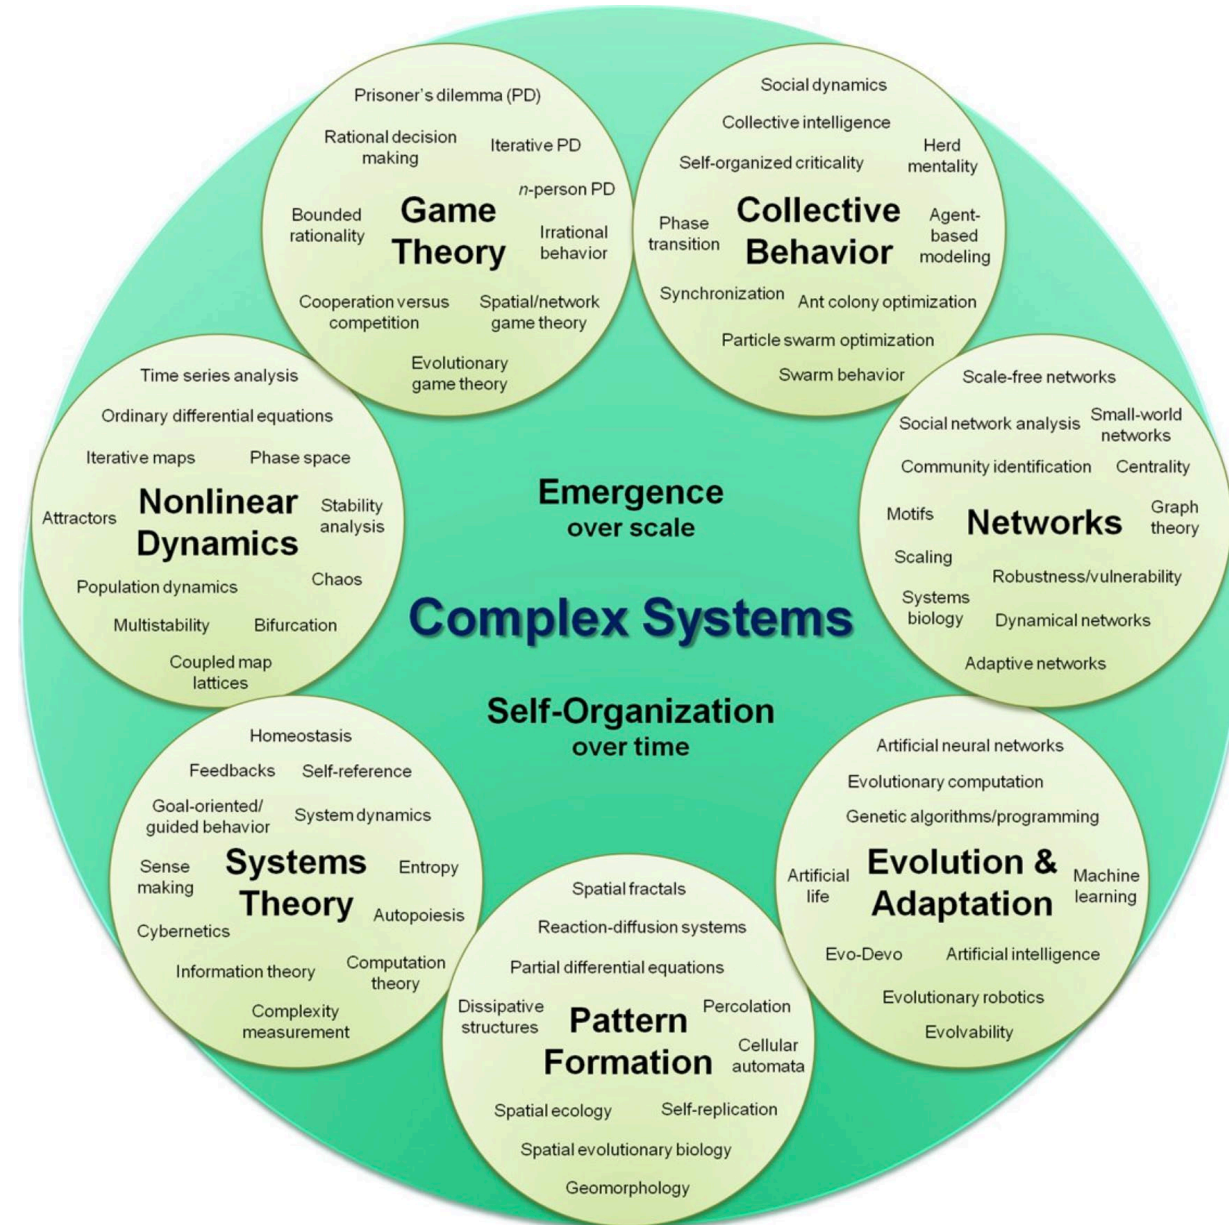 Prisoner's dilemma (PD)
Rational decision
making
Iterative PD
n-person PD
Bounded
rationality
Game
Theory
Irrational
behavior
Cooperation versus
competition
Spatial/network
game theory
Evolutionary
game theory
Social dynamics
Collective intelligence
Herd
mentality
Self-organized criticality
Phase
transition
Collective
Behavior
Agent-
based
modeling
Synchronization
Ant colony optimization
Particle swarm optimization
Swarm behavior
Time series analysis
Ordinary differential equations
Iterative maps
Phase space
Attractors
Nonlinear
Dynamics
Stability
analysis
Population dynamics
Chaos
Multistability
Bifurcation
Coupled map
lattices
Emergence
over scale
Complex Systems
Self-Organization
over time
Scale-free networks
Social network analysis
Small-world
networks
Community identification
Centrality
Motifs
Networks
Graph
theory
Scaling
Robustness/vulnerability
Systems
biology
Dynamical networks
Adaptive networks
Homeostasis
Feedbacks
Self-reference
Goal-oriented/
guided behavior
System dynamics
Sense
making
Systems
Theory
Entropy
Autopoiesis
Cybernetics
Information theory
Computation
theory
Complexity
measurement
Spatial fractals
Reaction-diffusion systems
Partial differential equations
Dissipative
structures
Pattern
Formation
Percolation
Cellular
automata
Spatial ecology
Self-replication
Spatial evolutionary biology
Geomorphology
Artificial neural networks
Evolutionary computation
Genetic algorithms/programming
Artificial
life
Evolution &
Adaptation
Machine
learning
Evo-Devo
Artificial intelligence
Evolutionary robotics
Evolvability